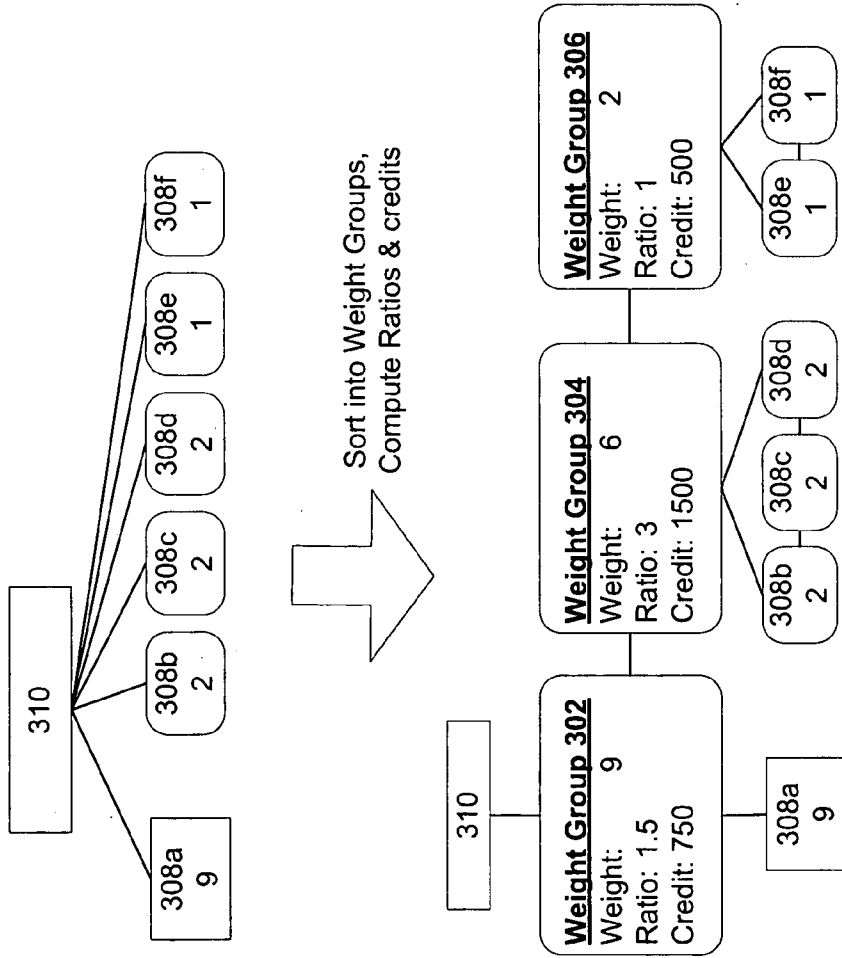 310
308a
9
308b
2
308c
2
308d
2
308e
1
308f
1
Sort into Weight Groups,
Compute Ratios & credits
310
Weight Group 302
Weight: 9
Ratio: 1.5
Credit: 750
Weight Group 304
Weight: 6
Ratio: 3
Credit: 1500
Weight Group 306
Weight: 2
Ratio: 1
Credit: 500
308a
9
308b
2
308c
2
308d
2
308e
1
308f
1